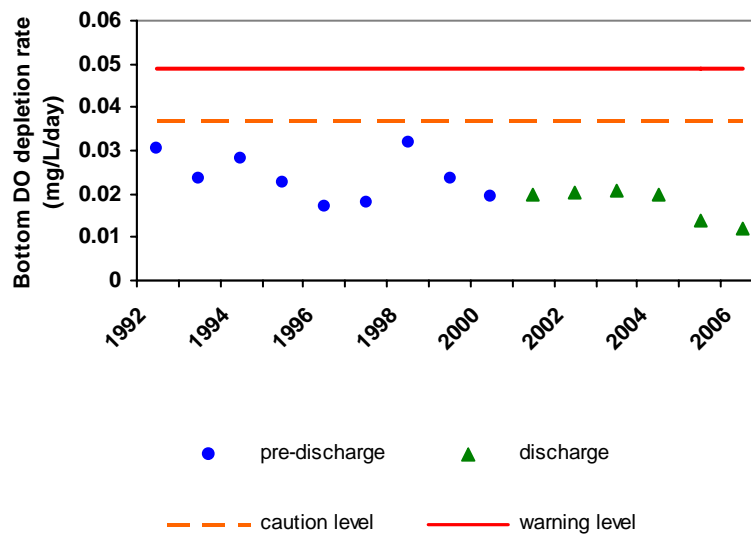 Bottom DO depletion rate
(mg/L/day)
0.06
0.05
0.04
0.03
0.02
0.01
0
1992
1994
1996
1998
2000
2002
2004
2006
pre-discharge
discharge
caution level
warning level